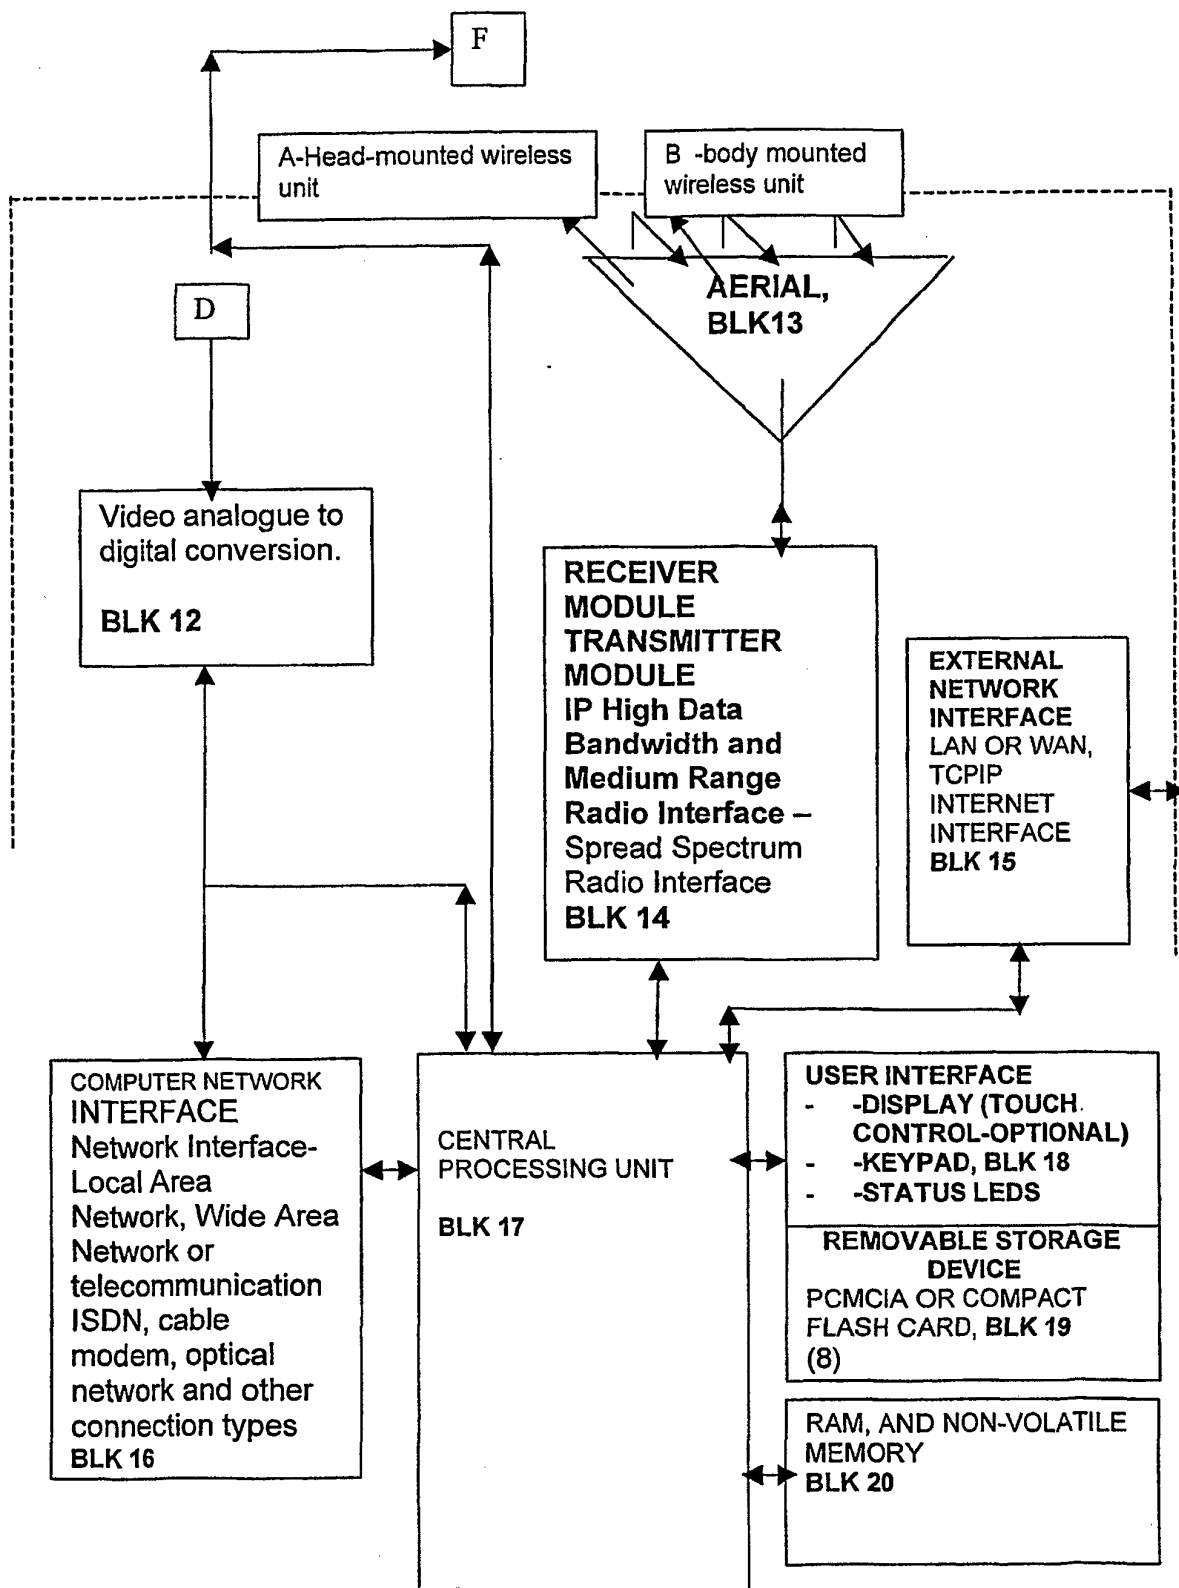 F
A-Head-mounted wireless
unit
B -body mounted
wireless unit
AERIAL,
BLK13
D
Video analogue to
digital conversion.
BLK 12
RECEIVER
MODULE
TRANSMITTER
MODULE
IP High Data
Bandwidth and
Medium Range
Radio Interface –
Spread Spectrum
Radio Interface
BLK 14
EXTERNAL
NETWORK
INTERFACE
LAN OR WAN,
TCPIP
INTERNET
INTERFACE
BLK 15
COMPUTER NETWORK
INTERFACE
Network Interface-
Local Area
Network, Wide Area
Network or
telecommunication
ISDN, cable
modem, optical
network and other
connection types
BLK 16
CENTRAL
PROCESSING UNIT
BLK 17
USER INTERFACE
- -DISPLAY (TOUCH
CONTROL-OPTIONAL)
- -KEYPAD, BLK 18
- -STATUS LEDS
REMOVABLE STORAGE
DEVICE
PCMCIA OR COMPACT
FLASH CARD, BLK 19
(8)
RAM, AND NON-VOLATILE
MEMORY
BLK 20